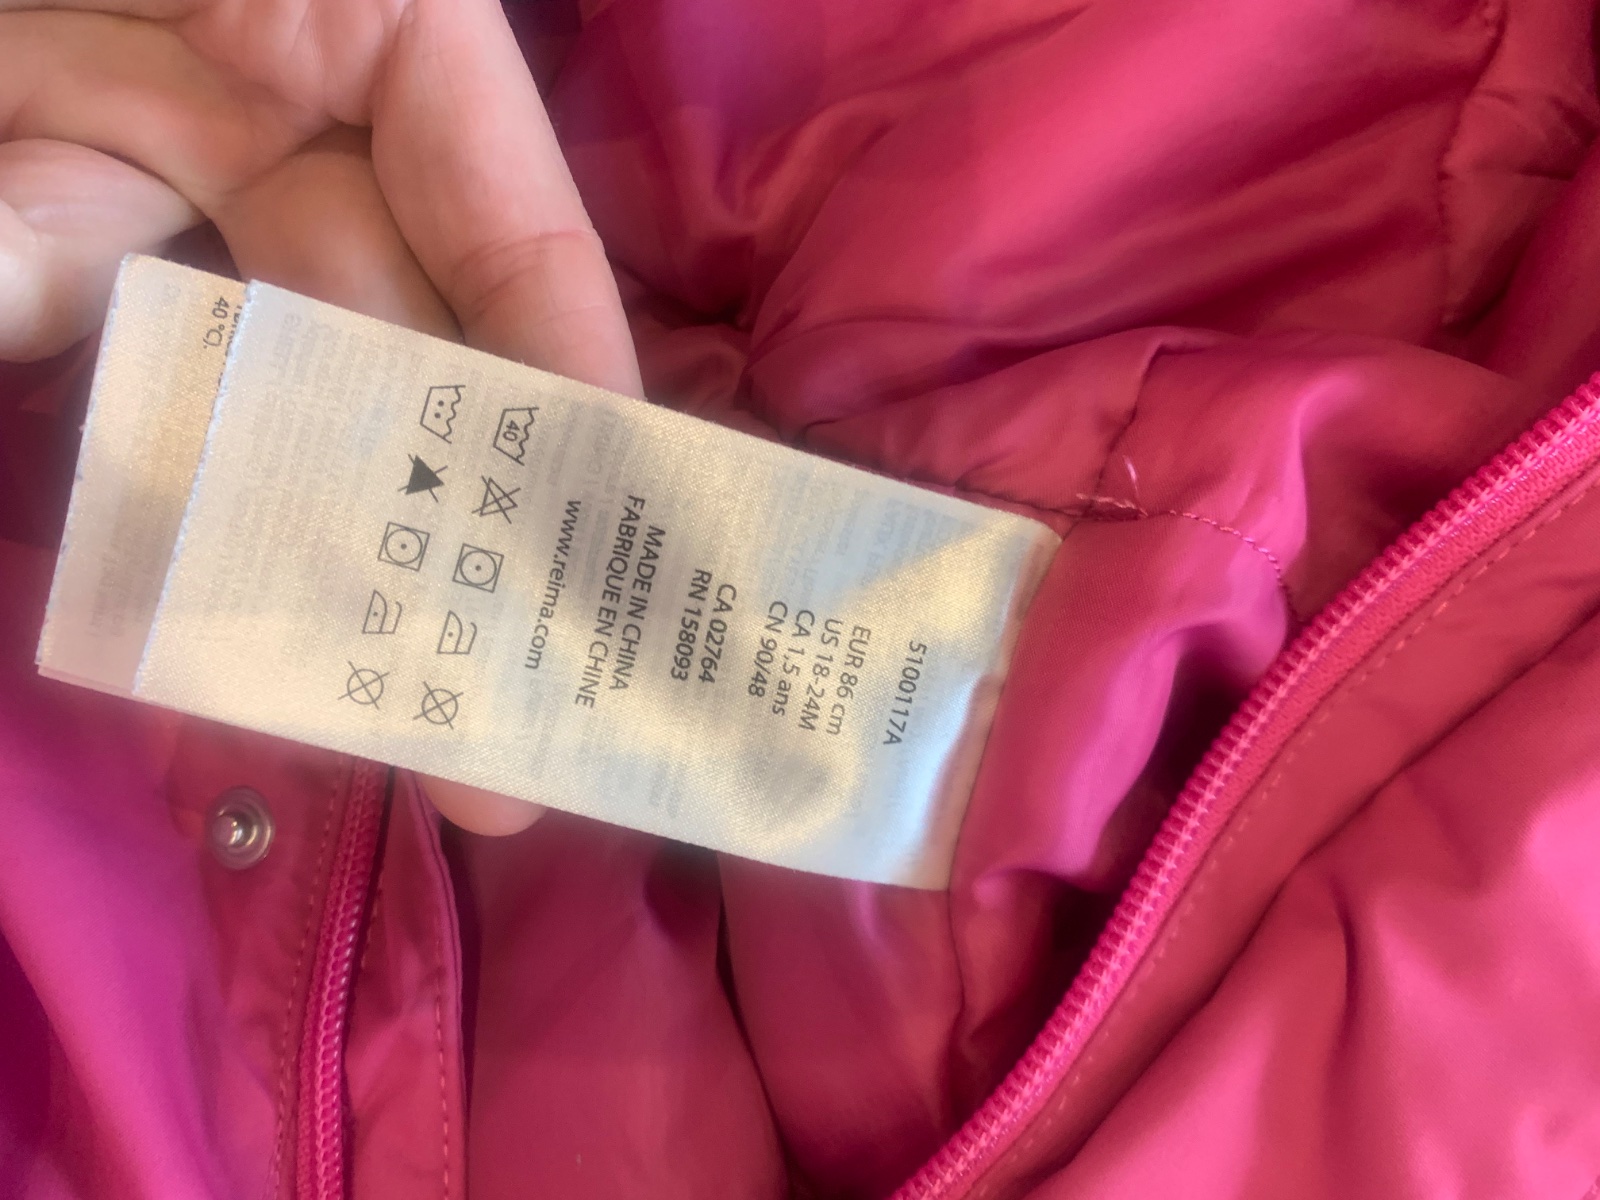 5100117A
EUR 86 cm
US 18-24M
CA 1,5 ans
CN 90/48
CA 02764
RN 158093
MADE IN CHINA
FABRIQUE EN CHINE
www.reima.com
40
40 °C).